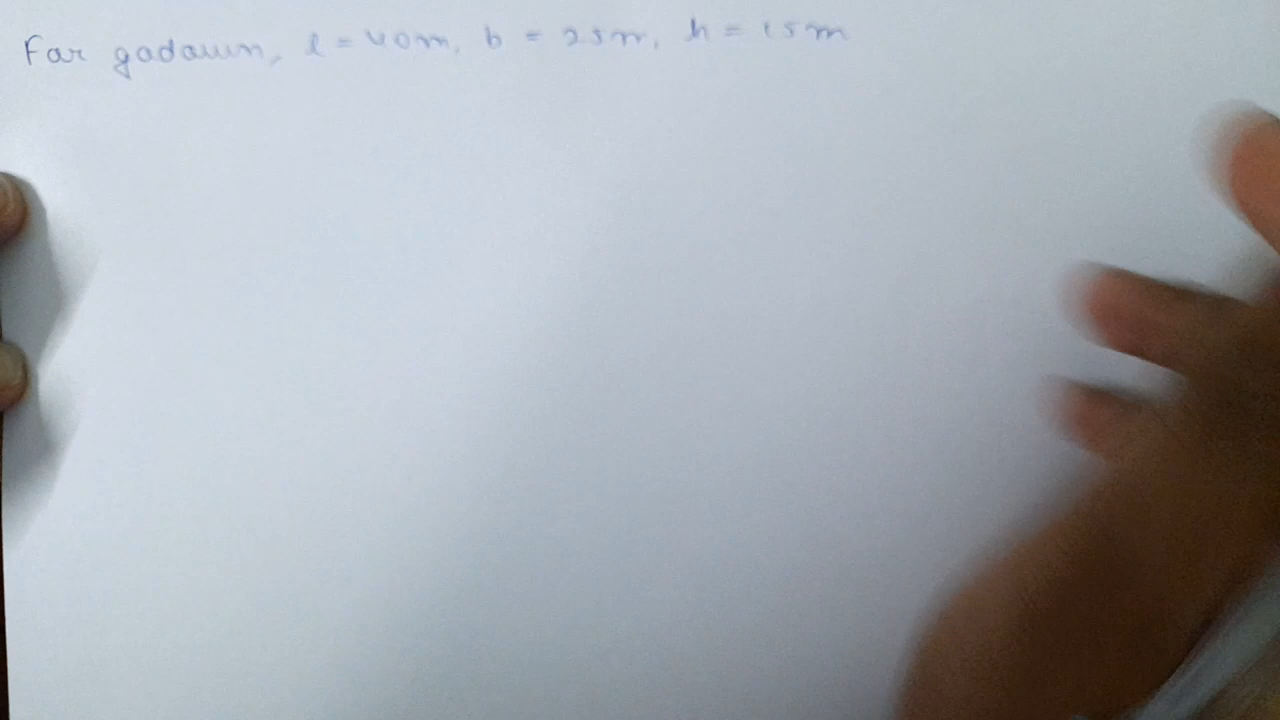 For godown, l = 40m, b = 25m, h = 15m